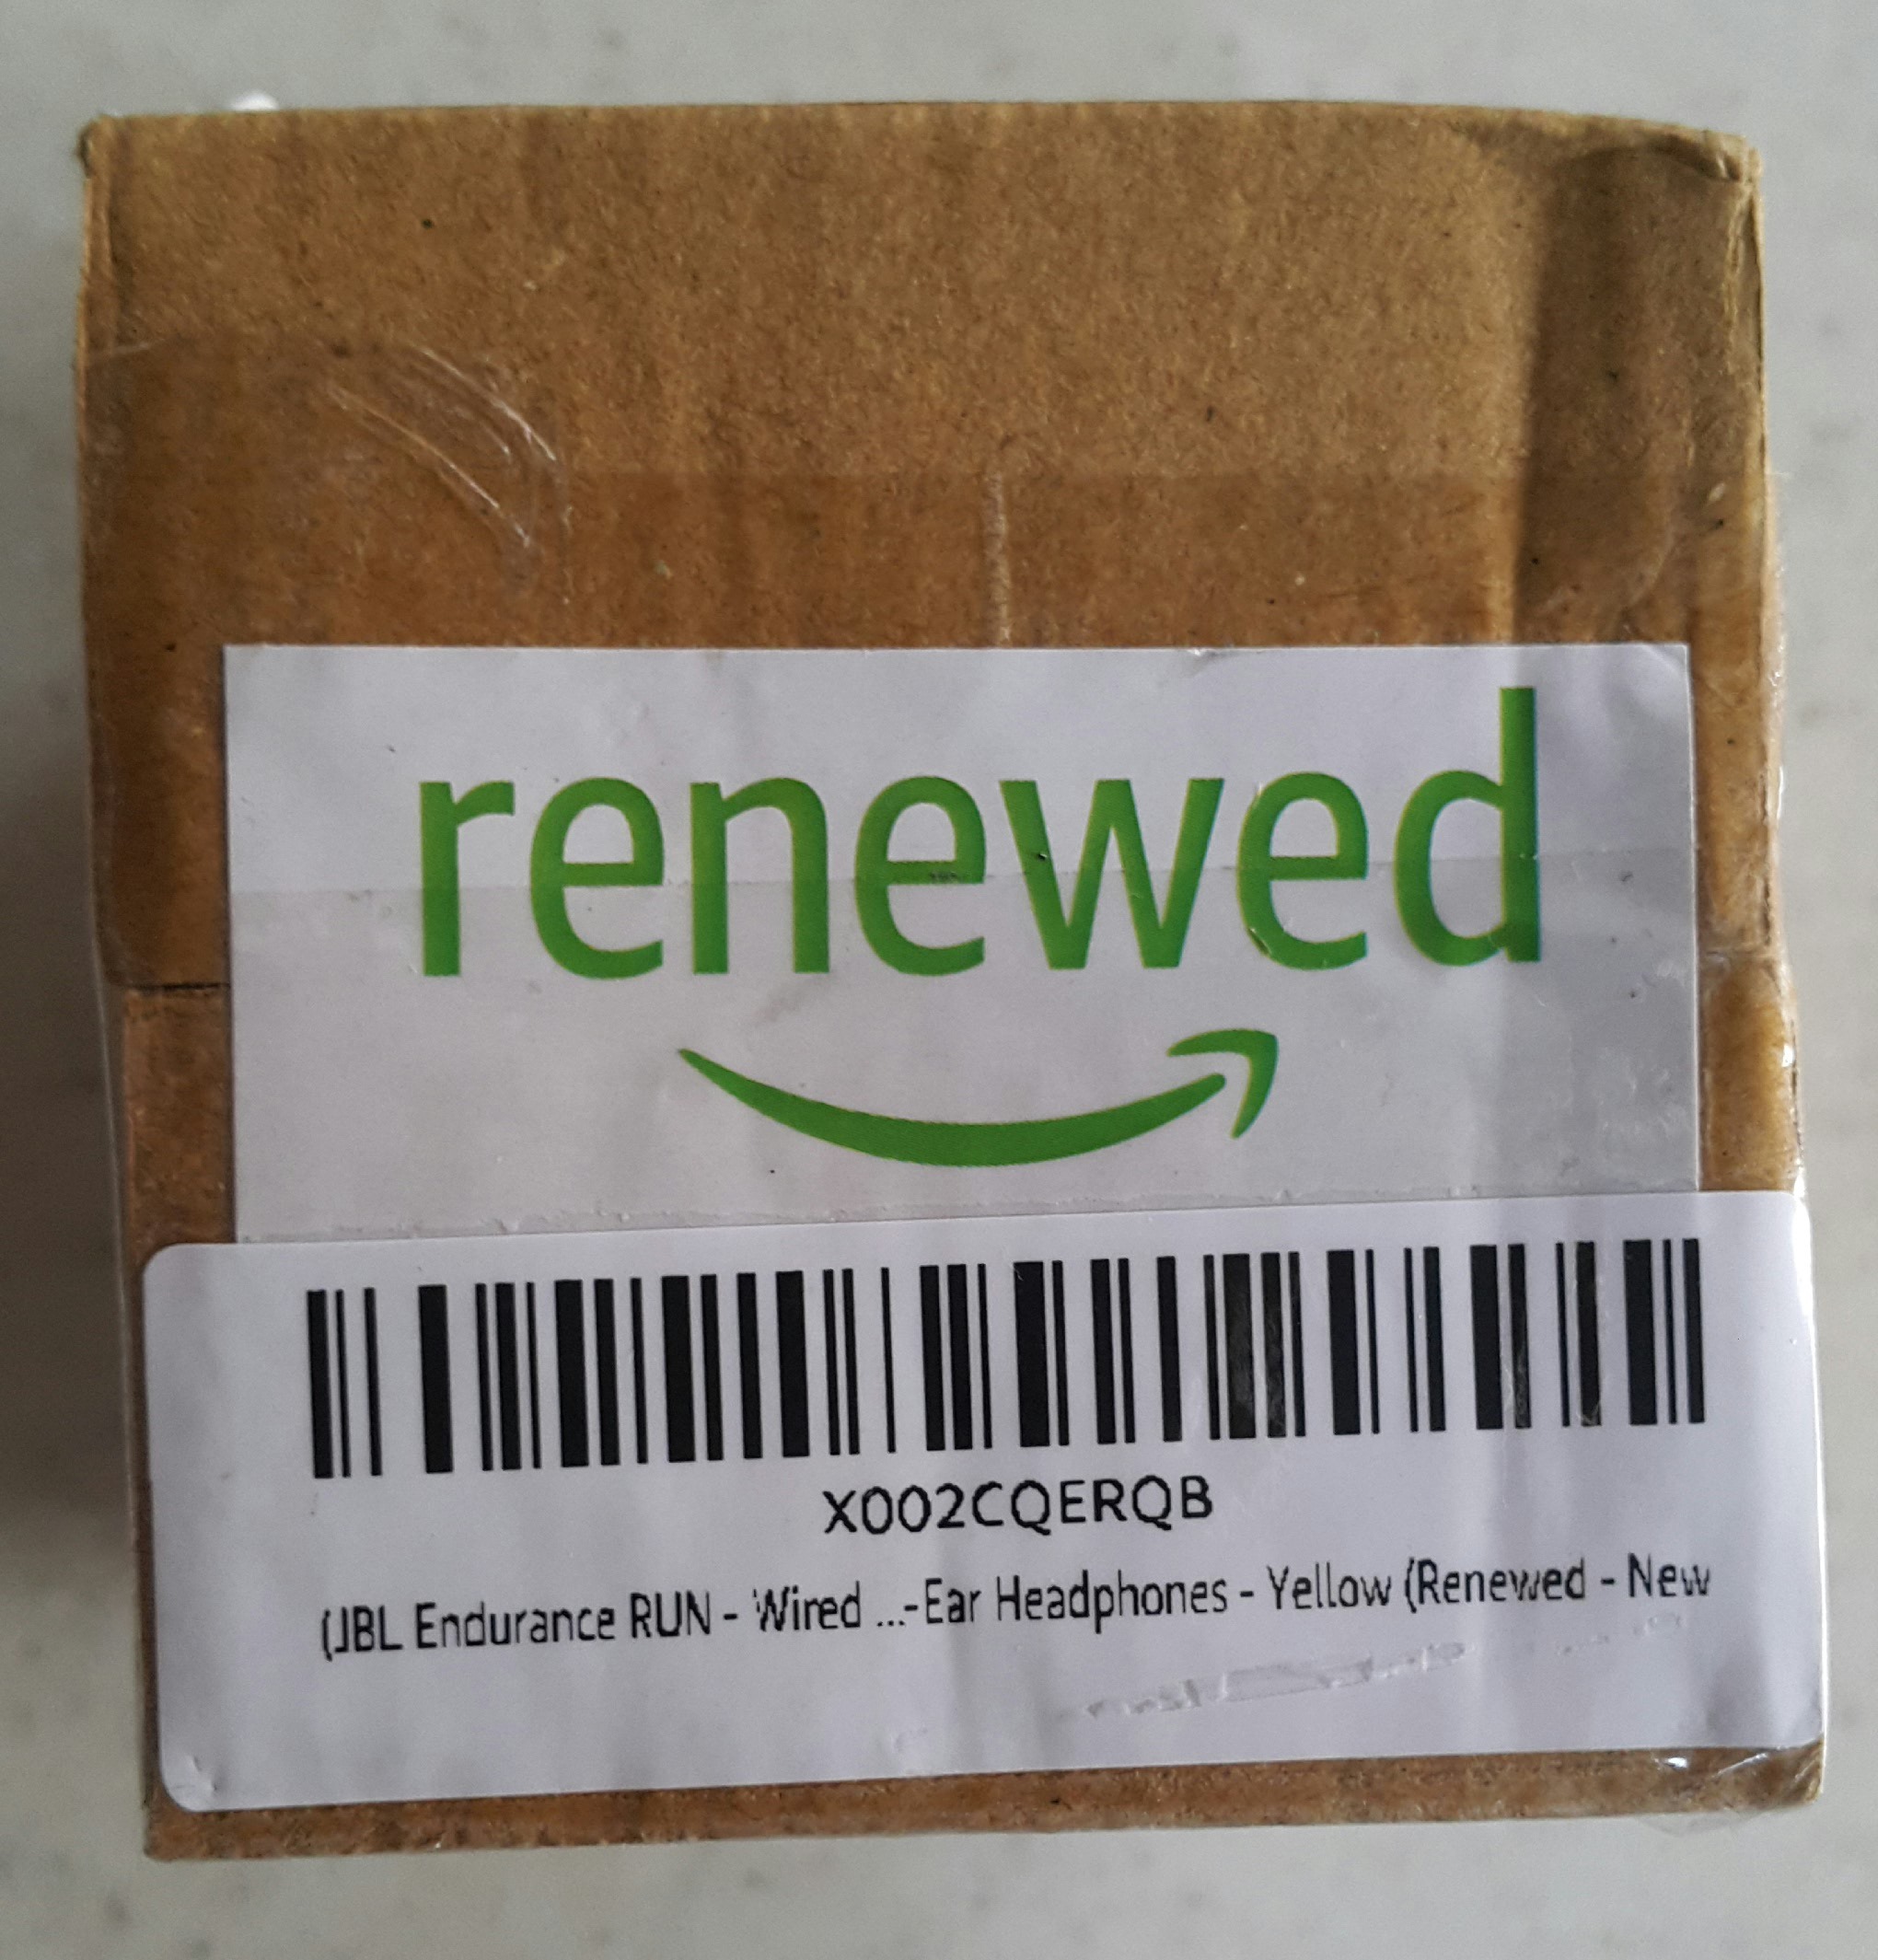 renewed
X002CQERQB
(JBL Endurance RUN - Wired ...-Ear Headphones - Yellow (Renewed - New